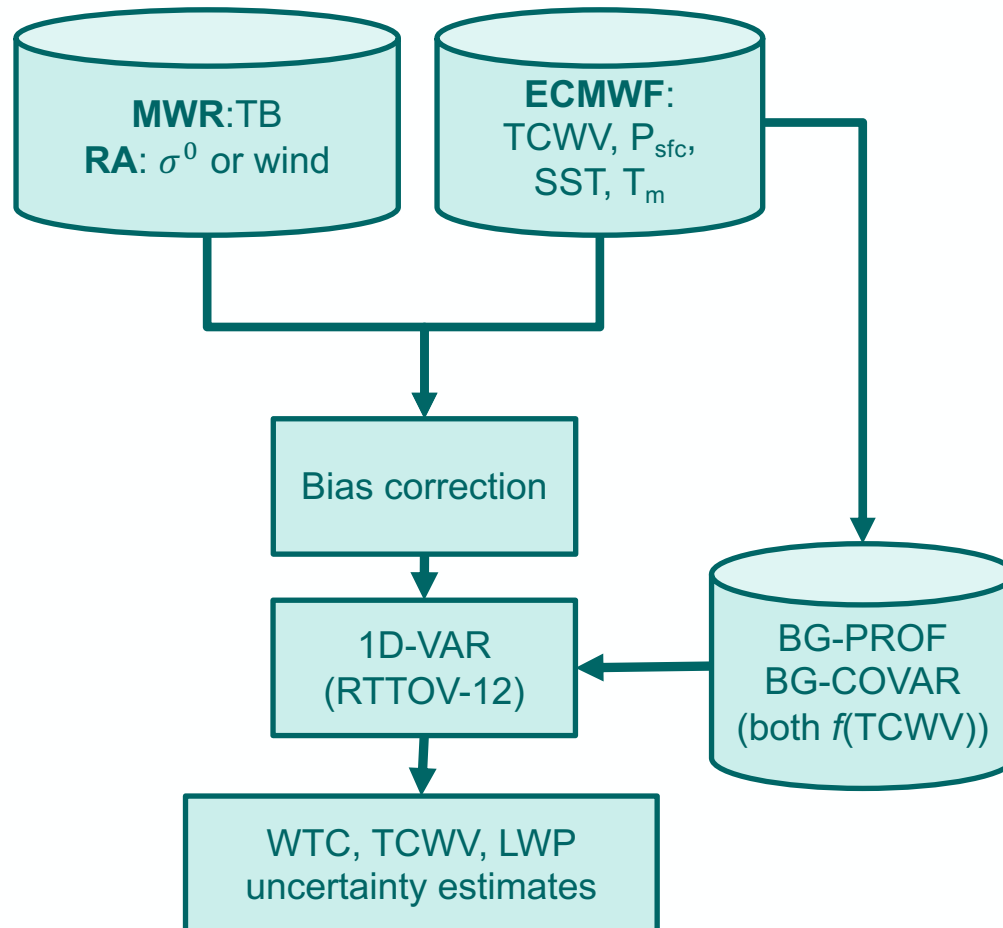 MWR:TB
RA: σ⁰ or wind
ECMWF:
TCWV, Psfc,
SST, Tm
Bias correction
1D-VAR
(RTTOV-12)
BG-PROF
BG-COVAR
(both f(TCWV))
WTC, TCWV, LWP
uncertainty estimates